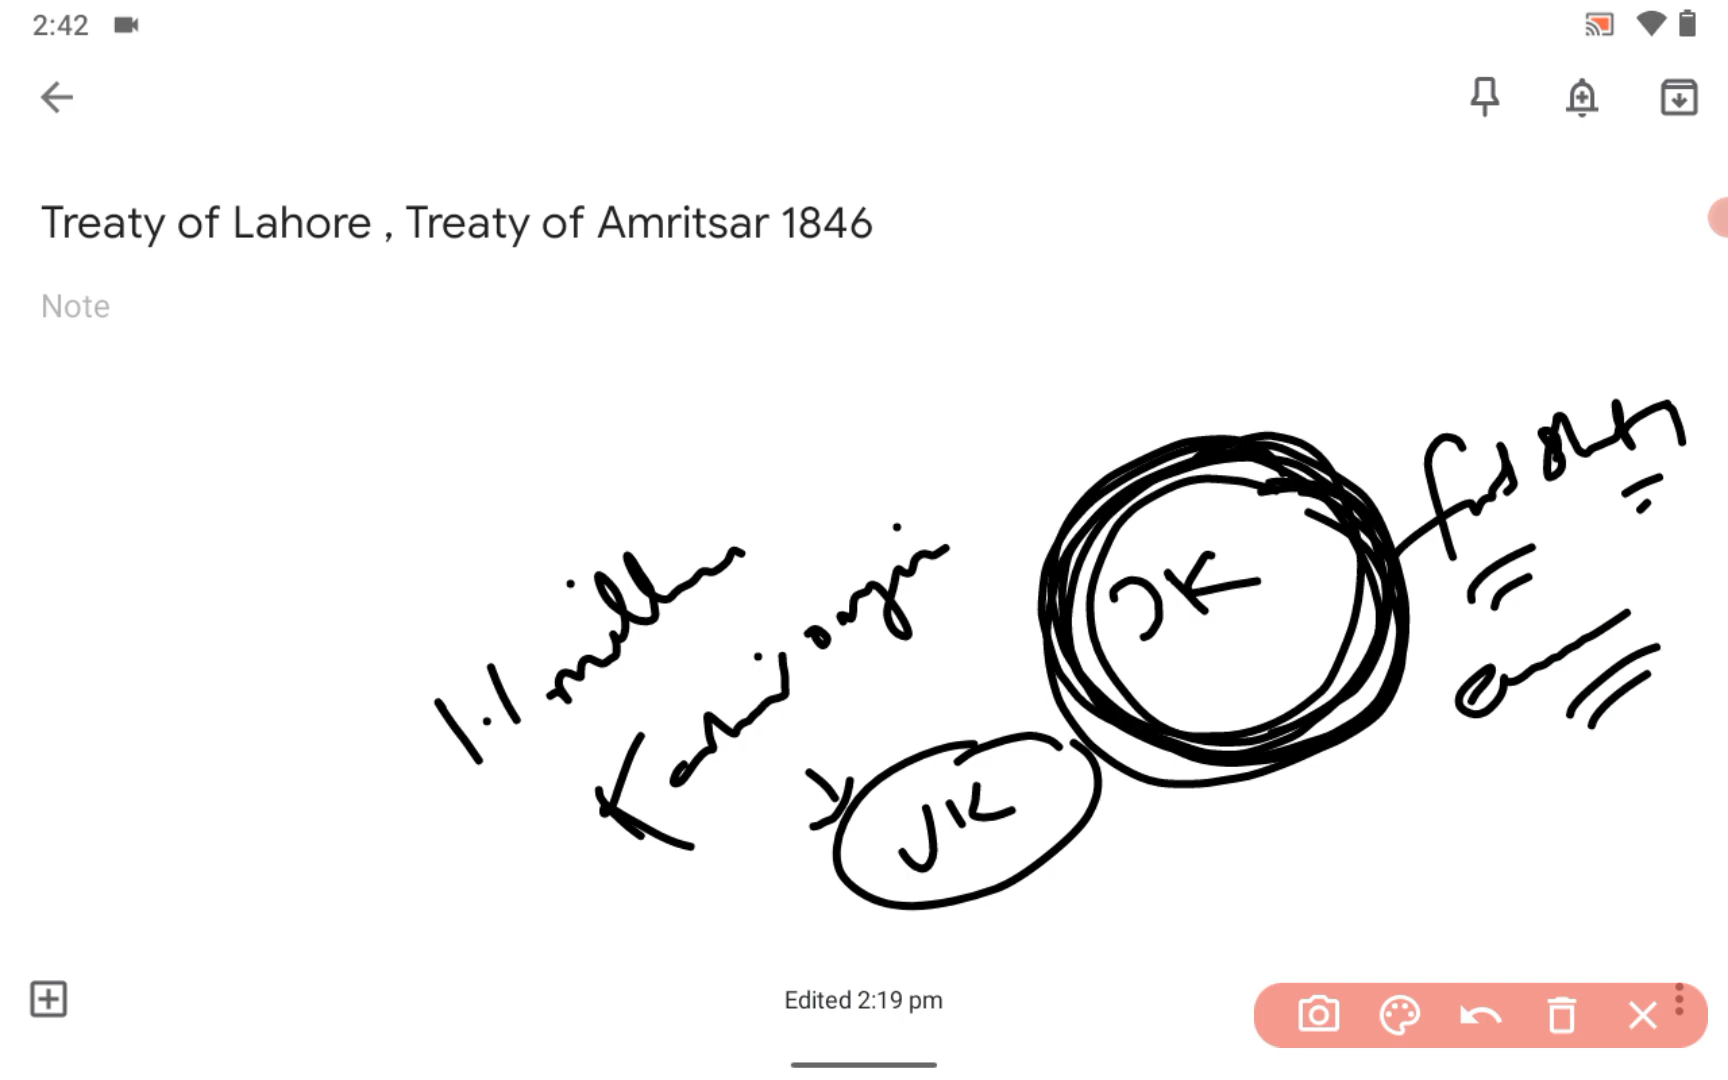 2:42
Treaty of Lahore , Treaty of Amritsar 1846
Note
1.1 million
Kashmiri origin
JK
JK
Edited 2:19 pm